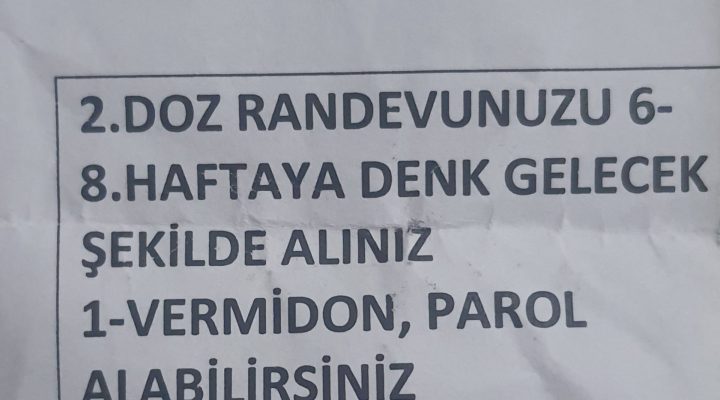 2.DOZ RANDEVUNUZU 6-
8.HAFTAYA DENK GELECEK
ŞEKİLDE ALINIZ
1-VERMİDON, PAROL
ALABİLİRSİNİZ